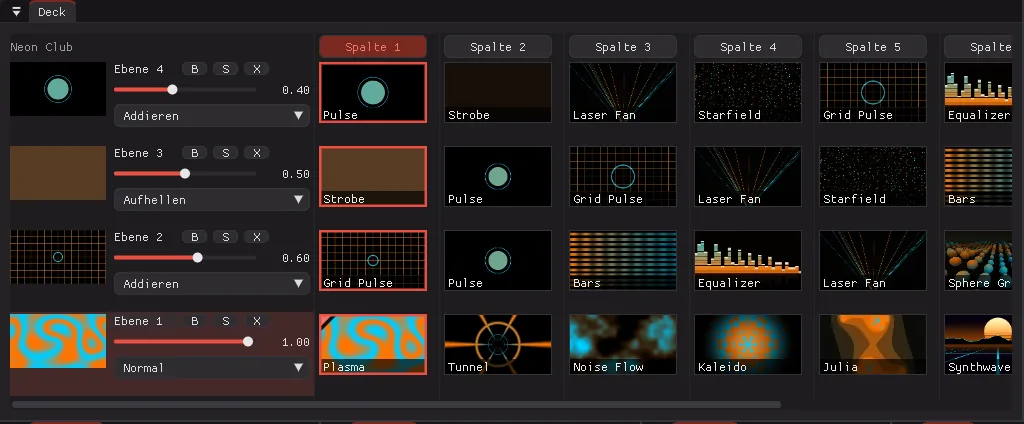 Deck
Neon Club
Spalte 1
Spalte 2
Spalte 3
Spalte 4
Spalte 5
Spalte
Ebene 4 B S X
0.40
Addieren
Pulse
Strobe
Laser Fan
Starfield
Grid Pulse
Equalizer
Ebene 3 B S X
0.50
Aufhellen
Strobe
Pulse
Grid Pulse
Laser Fan
Starfield
Bars
Ebene 2 B S X
0.60
Addieren
Grid Pulse
Pulse
Bars
Equalizer
Laser Fan
Sphere Gr
Ebene 1 B S X
1.00
Normal
Plasma
Tunnel
Noise Flow
Kaleido
Julia
Synthwave